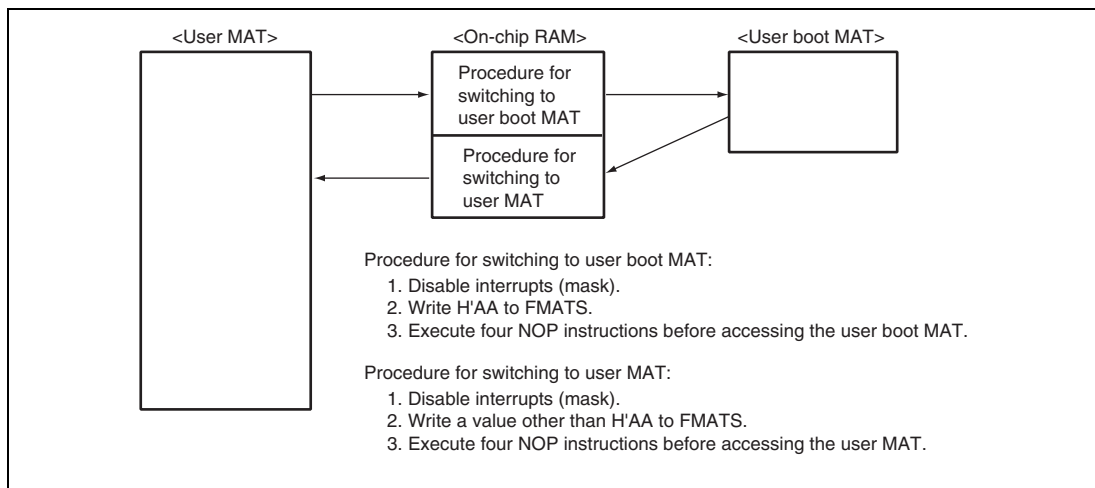 <User MAT>
<On-chip RAM>
<User boot MAT>
Procedure for
switching to
user boot MAT
Procedure for
switching to
user MAT
Procedure for switching to user boot MAT:
1. Disable interrupts (mask).
2. Write H'AA to FMATS.
3. Execute four NOP instructions before accessing the user boot MAT.
Procedure for switching to user MAT:
1. Disable interrupts (mask).
2. Write a value other than H'AA to FMATS.
3. Execute four NOP instructions before accessing the user MAT.